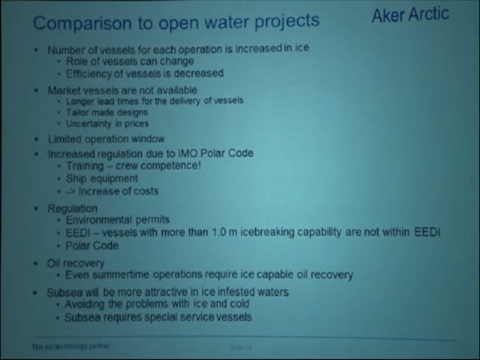 Comparison to open water projects
Aker Arctic
• Number of vessels for each operation is increased in ice
• Role of vessels can change
• Efficiency of vessels is decreased
• Market vessels are not available
• Longer lead times for the delivery of vessels
• Tailor made designs
• Uncertainty in prices
• Limited operation window
• Increased regulation due to IMO Polar Code
• Training – crew competence!
• Ship equipment
• -> Increase of costs
• Regulation
• Environmental permits
• EEDI – vessels with more than 1.0 m icebreaking capability are not within EEDI
• Polar Code
• Oil recovery
• Even summertime operations require ice capable oil recovery
• Subsea will be more attractive in ice infested waters
• Avoiding the problems with ice and cold
• Subsea requires special service vessels
The ice technology partner